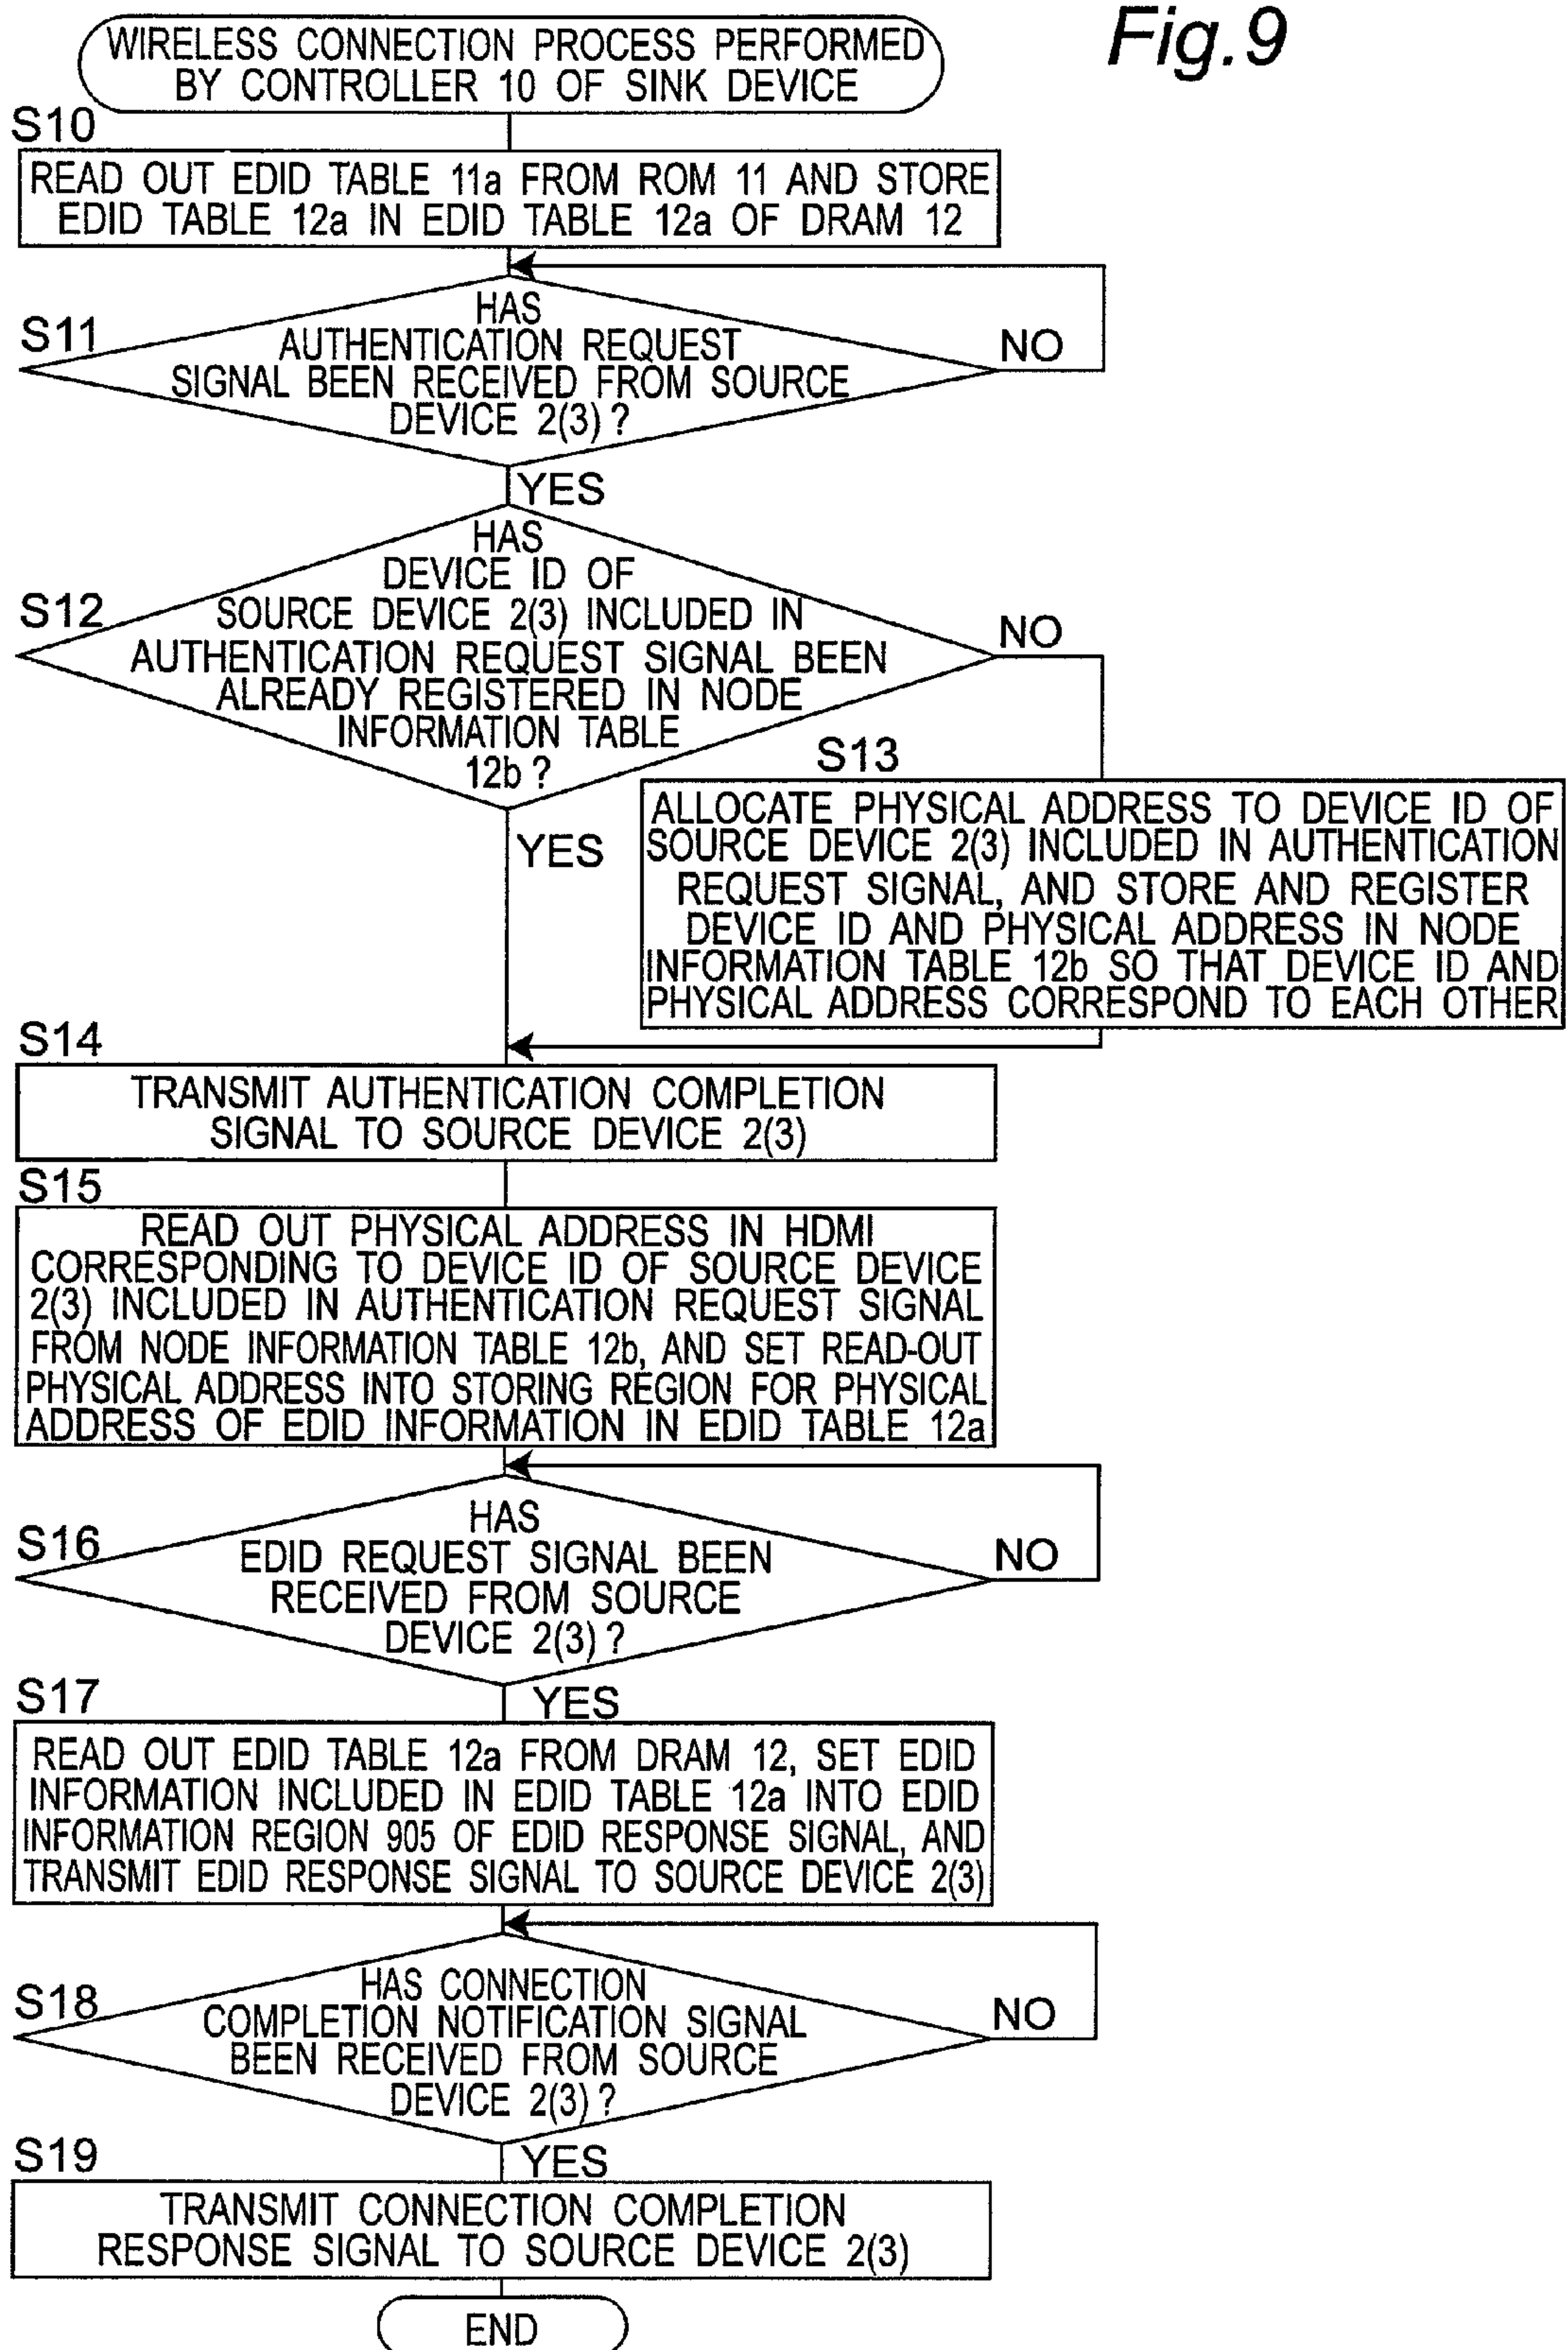 Fig.9
WIRELESS CONNECTION PROCESS PERFORMED
BY CONTROLLER 10 OF SINK DEVICE
S10
READ OUT EDID TABLE 11a FROM ROM 11 AND STORE
EDID TABLE 12a IN EDID TABLE 12a OF DRAM 12
S11
HAS
AUTHENTICATION REQUEST
SIGNAL BEEN RECEIVED FROM SOURCE
DEVICE 2(3)?
NO
YES
S12
HAS
DEVICE ID OF
SOURCE DEVICE 2(3) INCLUDED IN
AUTHENTICATION REQUEST SIGNAL BEEN
ALREADY REGISTERED IN NODE
INFORMATION TABLE
12b?
NO
YES
S13
ALLOCATE PHYSICAL ADDRESS TO DEVICE ID OF
SOURCE DEVICE 2(3) INCLUDED IN AUTHENTICATION
REQUEST SIGNAL, AND STORE AND REGISTER
DEVICE ID AND PHYSICAL ADDRESS IN NODE
INFORMATION TABLE 12b SO THAT DEVICE ID AND
PHYSICAL ADDRESS CORRESPOND TO EACH OTHER
S14
TRANSMIT AUTHENTICATION COMPLETION
SIGNAL TO SOURCE DEVICE 2(3)
S15
READ OUT PHYSICAL ADDRESS IN HDMI
CORRESPONDING TO DEVICE ID OF SOURCE DEVICE
2(3) INCLUDED IN AUTHENTICATION REQUEST SIGNAL
FROM NODE INFORMATION TABLE 12b, AND SET READ-OUT
PHYSICAL ADDRESS INTO STORING REGION FOR PHYSICAL
ADDRESS OF EDID INFORMATION IN EDID TABLE 12a
S16
HAS
EDID REQUEST SIGNAL BEEN
RECEIVED FROM SOURCE
DEVICE 2(3)?
NO
YES
S17
READ OUT EDID TABLE 12a FROM DRAM 12, SET EDID
INFORMATION INCLUDED IN EDID TABLE 12a INTO EDID
INFORMATION REGION 905 OF EDID RESPONSE SIGNAL, AND
TRANSMIT EDID RESPONSE SIGNAL TO SOURCE DEVICE 2(3)
S18
HAS CONNECTION
COMPLETION NOTIFICATION SIGNAL
BEEN RECEIVED FROM SOURCE
DEVICE 2(3)?
NO
YES
S19
TRANSMIT CONNECTION COMPLETION
RESPONSE SIGNAL TO SOURCE DEVICE 2(3)
END